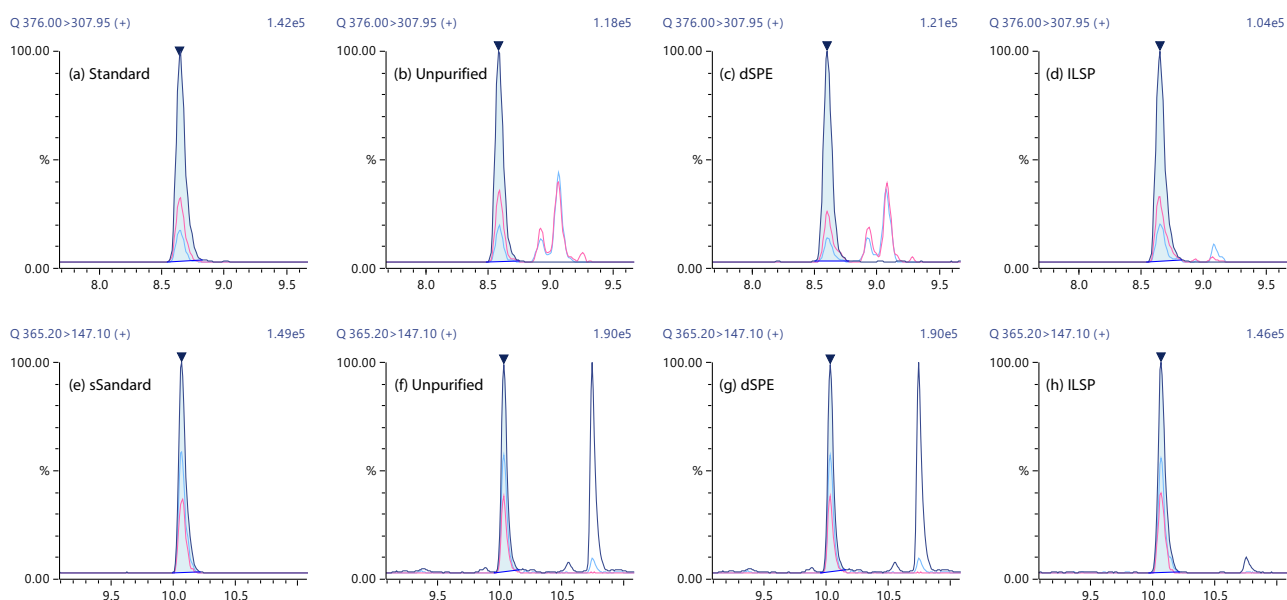 Q 376.00>307.95 (+) 1.42e5
100.00
(a) Standard
%
0.00
8.0 8.5 9.0 9.5
Q 376.00>307.95 (+) 1.18e5
100.00
(b) Unpurified
%
0.00
8.0 8.5 9.0 9.5
Q 376.00>307.95 (+) 1.21e5
100.00
(c) dSPE
%
0.00
8.0 8.5 9.0 9.5
Q 376.00>307.95 (+) 1.04e5
100.00
(d) ILSP
%
0.00
8.0 8.5 9.0 9.5
Q 365.20>147.10 (+) 1.49e5
100.00
(e) sSandard
%
0.00
9.5 10.0 10.5
Q 365.20>147.10 (+) 1.90e5
100.00
(f) Unpurified
%
0.00
9.5 10.0 10.5
Q 365.20>147.10 (+) 1.90e5
100.00
(g) dSPE
%
0.00
9.5 10.0 10.5
Q 365.20>147.10 (+) 1.46e5
100.00
(h) ILSP
%
0.00
9.5 10.0 10.5